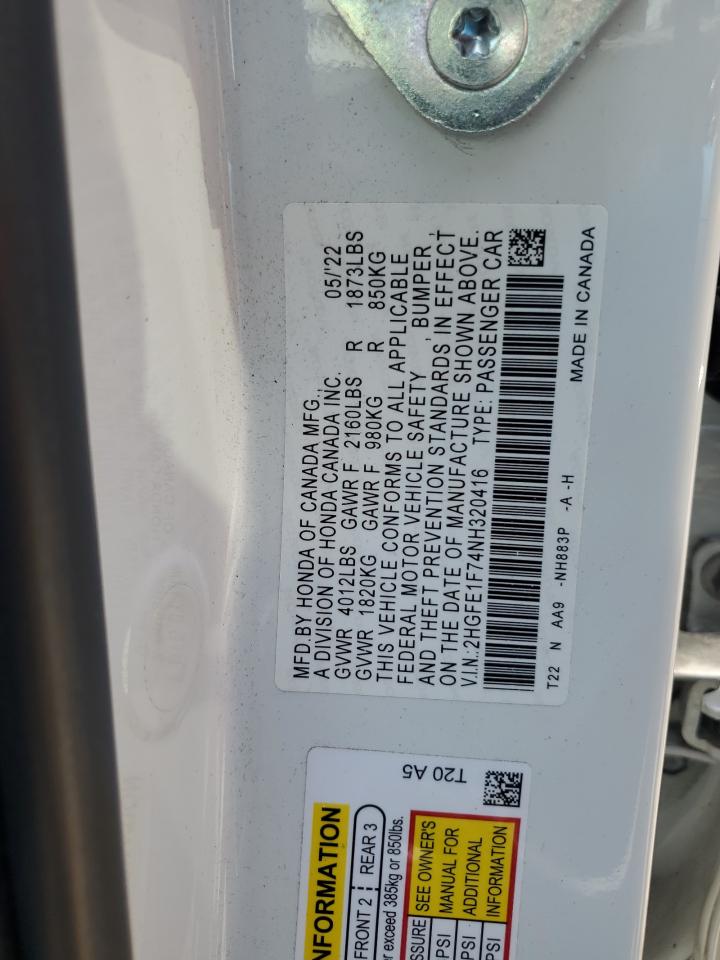 MFD.BY HONDA OF CANADA MFG.,
A DIVISION OF HONDA CANADA INC. 05/'22
GVWR 4012LBS GAWR F 2160LBS R 1873LBS
GVWR 1820KG GAWR F 980KG R 850KG
THIS VEHICLE CONFORMS TO ALL APPLICABLE
FEDERAL MOTOR VEHICLE SAFETY , BUMPER ,
AND THEFT PREVENTION STANDARDS, IN EFFECT
ON THE DATE OF MANUFACTURE SHOWN ABOVE.
V.I.N.:2HGFE1F74NH320416 TYPE: PASSENGER CAR
T22 N AA9 -NH883P -A -H MADE IN CANADA
T20 A5
FRONT 2 REAR 3
exceed 385kg or 850lbs.
SEE OWNER'S
PSI MANUAL FOR
PSI ADDITIONAL
PSI INFORMATION